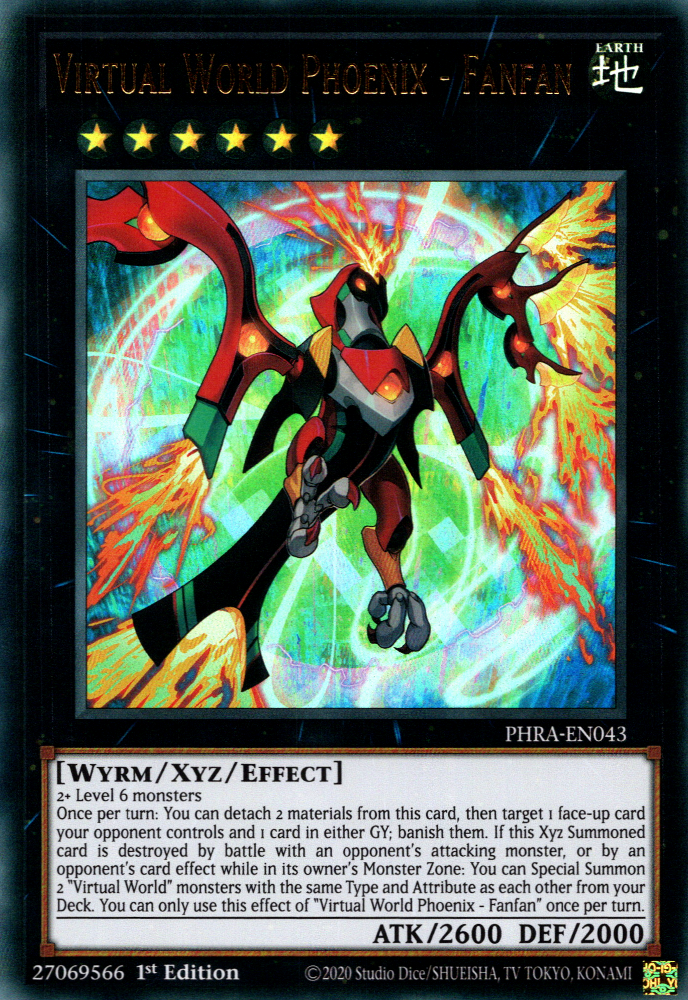 EARTH
Virtual World Phoenix - Fanfan
地
PHRA-EN043
[Wyrm/Xyz/Effect]
2+ Level 6 monsters
Once per turn: You can detach 2 materials from this card, then target 1 face-up card
your opponent controls and 1 card in either GY; banish them. If this Xyz Summoned
card is destroyed by battle with an opponent's attacking monster, or by an
opponent's card effect while in its owner's Monster Zone: You can Special Summon
2 "Virtual World" monsters with the same Type and Attribute as each other from your
Deck. You can only use this effect of "Virtual World Phoenix - Fanfan" once per turn.
ATK/2600 DEF/2000
27069566 1st Edition
©2020 Studio Dice/SHUEISHA, TV TOKYO, KONAMI